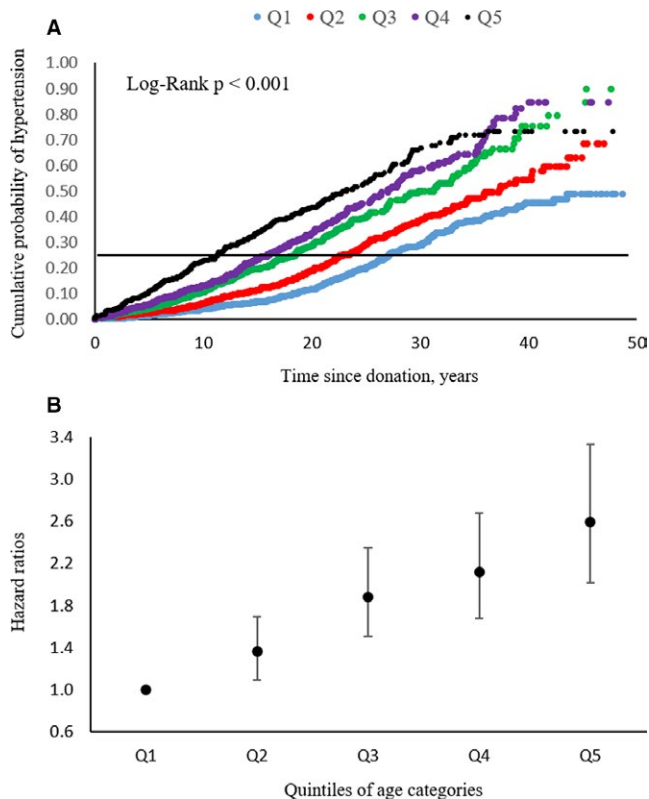 Q1 Q2 Q3 Q4 Q5
A
Log-Rank p < 0.001
Cumulative probability of hypertension
1.00
0.90
0.80
0.70
0.60
0.50
0.40
0.30
0.20
0.10
0.00
0 10 20 30 40 50
Time since donation, years
B
Hazard ratios
3.4
3.0
2.6
2.2
1.8
1.4
1.0
0.6
Q1 Q2 Q3 Q4 Q5
Quintiles of age categories